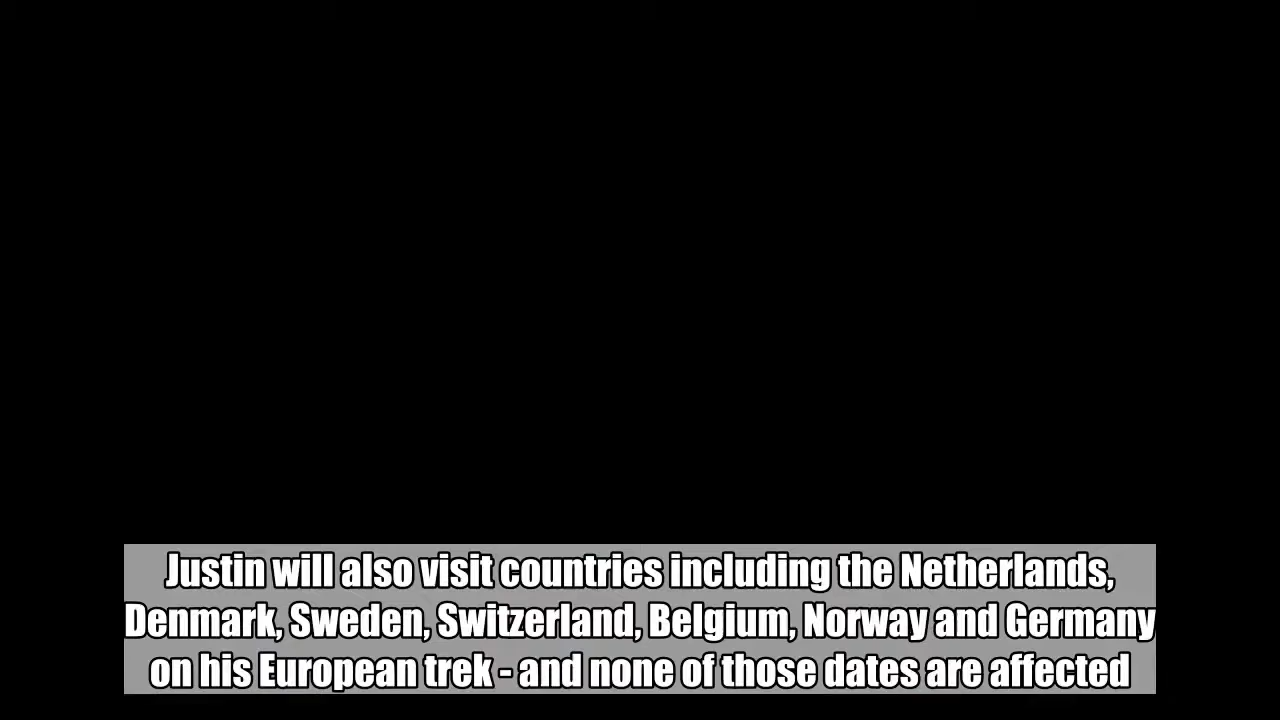 Justin will also visit countries including the Netherlands,
Denmark, Sweden, Switzerland, Belgium, Norway and Germany
on his European trek - and none of those dates are affected